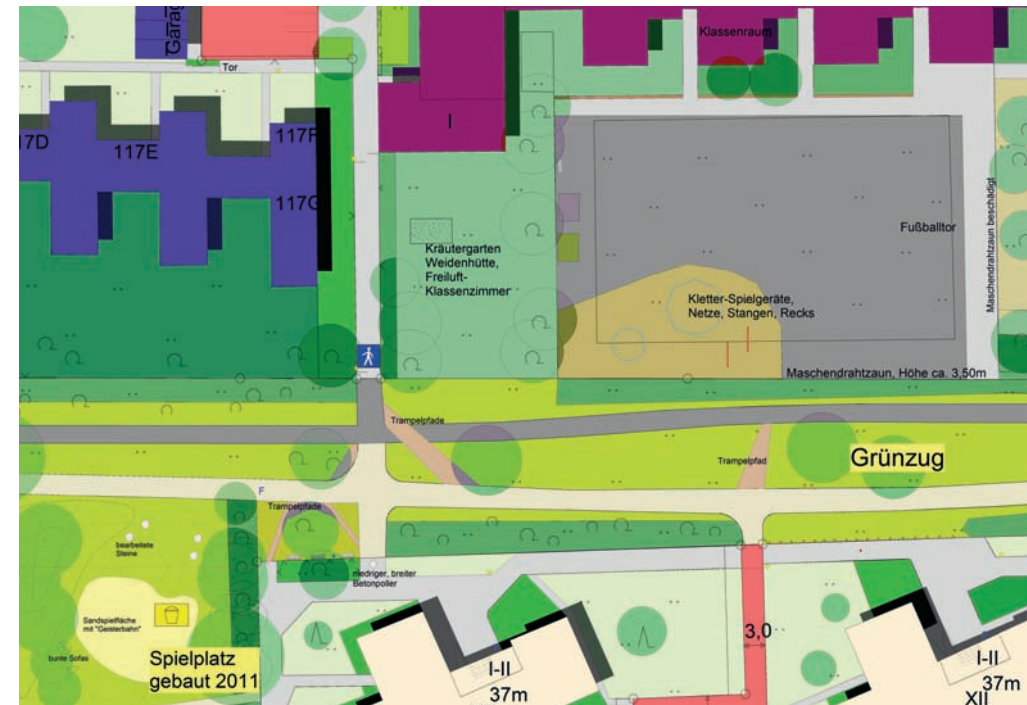 Garag
Tor
Klassenraum
I
17D
117E
117F
117G
Kräutergarten
Weidenhütte,
Freiluft-
Klassenzimmer
Fußballtor
Maschendrahtzaun beschädigt
Kletter-Spielgeräte,
Netze, Stangen, Recks
Maschendrahtzaun, Höhe ca. 3,50m
Trampelpfade
Trampelpfad
Grünzug
F
Trampelpfade
bearbeitete
Steine
niedriger, breiter
Betonpoller
Sandspielfläche
mit "Geisterbahn"
bunte Sofas
Spielplatz
gebaut 2011
I-II
37m
3,0
I-II
37m
XII